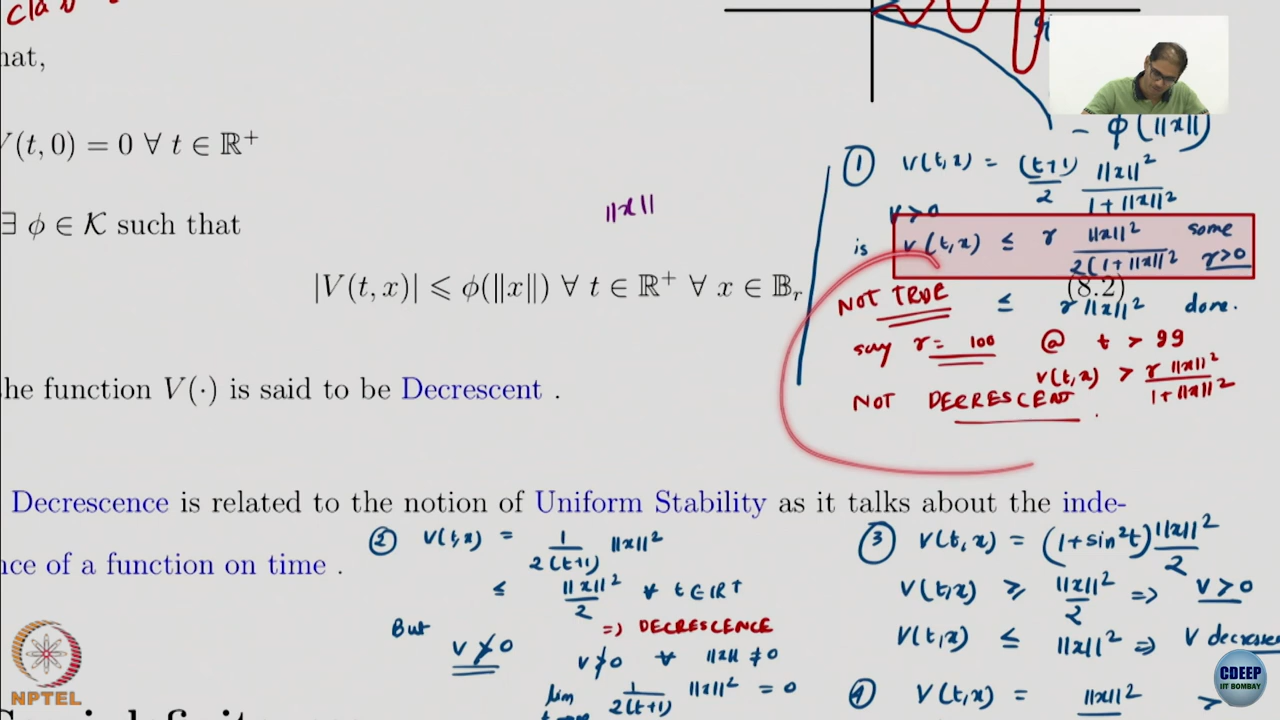 hat,
V(t, 0) = 0 ∀ t ∈ ℝ⁺
∃ ϕ ∈ 𝒦 such that
||x||
|V(t, x)| ⩽ ϕ(‖x‖) ∀ t ∈ ℝ⁺ ∀ x ∈ 𝔹ᵣ
(8.2)
he function V(·) is said to be Decrescent .
Decrescence is related to the notion of Uniform Stability as it talks about the inde-
nce of a function on time .
- ϕ(||x||)
① V(t,x) = (t+1)/2 ||x||²/(1+||x||²)
V>0
is V(t,x) ≤ r ||x||²/2(1+||x||² some r>0
NOT TRUE ≤ r||x||² done.
say r = 100 @ t > 99
V(t,x) > r||x||²/1+||x||²
NOT DECRESCENT .
② V(t,x) = 1/2(t+1) ||x||²
≤ ||x||²/2 ∀ t ∈ ℝ⁺
=) DECRESCENCE
But V ≯ 0
V ≯ 0 ∀ ||x|| ≠ 0
lim 1/2(t+1) ||x||² = 0
③ V(t,x) = (1+sin²t) ||x||²/2
V(t,x) ≥ ||x||²/2 => V > 0
V(t,x) ≤ ||x||² => V
④ V(t,x) = ||x||² >
NPTEL
CDEEP
IIT BOMBAY